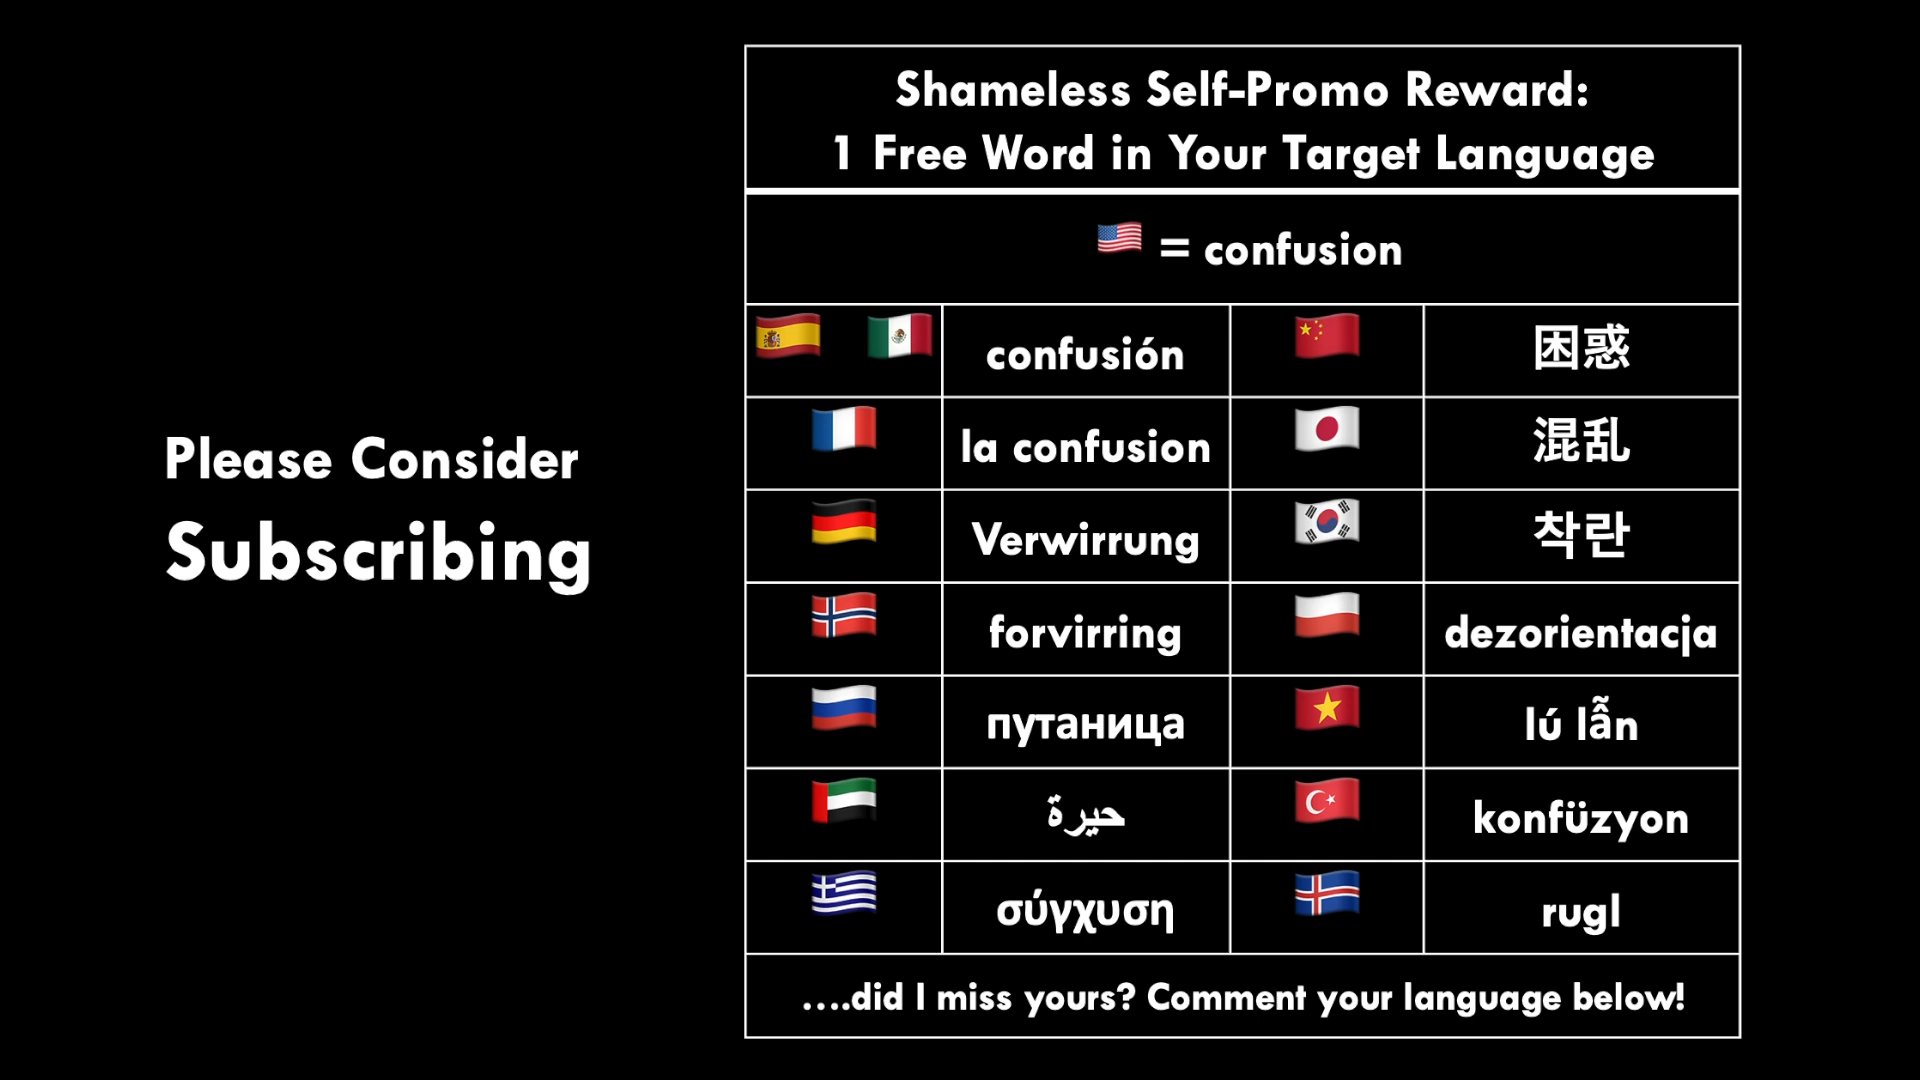 Please Consider
Subscribing
Shameless Self-Promo Reward:
1 Free Word in Your Target Language
= confusion
confusión
困惑
la confusion
混乱
Verwirrung
착란
forvirring
dezorientacja
путаница
lú lẫn
حيرة
konfüzyon
σύγχυση
rugl
....did I miss yours? Comment your language below!